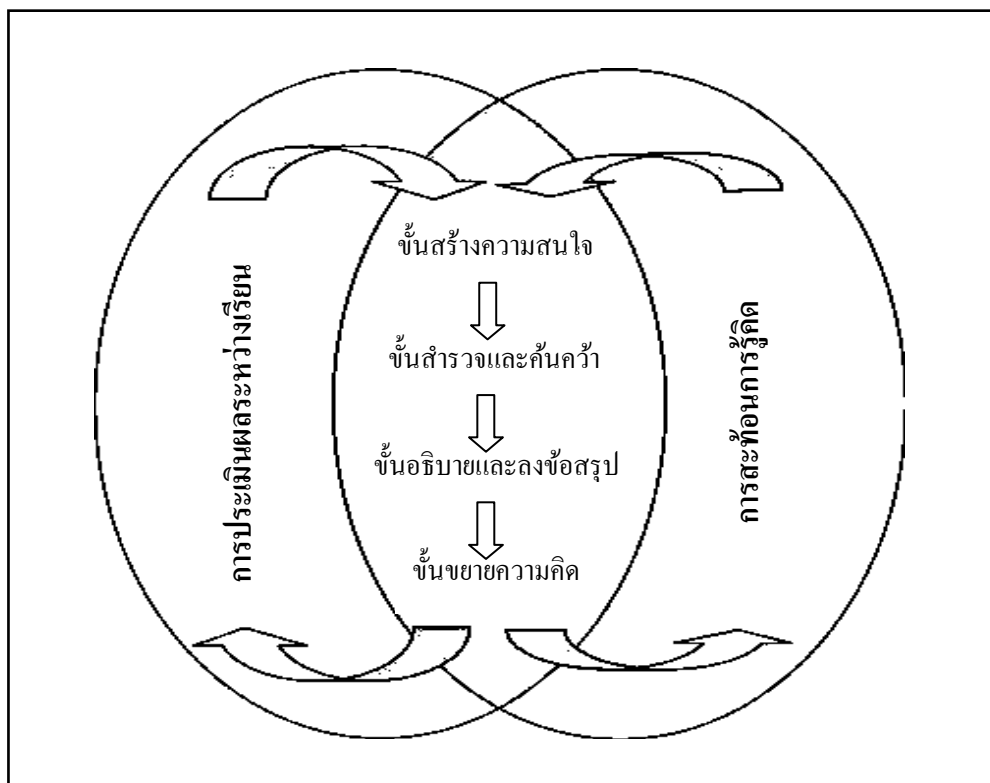 การประเมินผลระหว่างเรียน
ขั้นสร้างความสนใจ
ขั้นสำรวจและค้นคว้า
ขั้นอธิบายและลงข้อสรุป
ขั้นขยายความคิด
การสะท้อนการรู้คิด